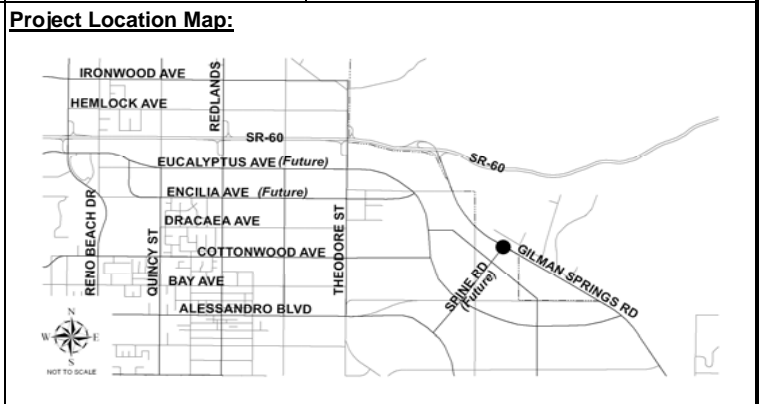 Project Location Map:
IRONWOOD AVE
HEMLOCK AVE
REDLANDS
SR-60
SR-60
EUCALYPTUS AVE (Future)
ENCILIA AVE (Future)
DRACAEA AVE
COTTONWOOD AVE
BAY AVE
ALESSANDRO BLVD
RENO BEACH DR
QUINCY ST
THEODORE ST
GILMAN SPRINGS RD
SPINE RD
(Future)
N
W E
S
NOT TO SCALE